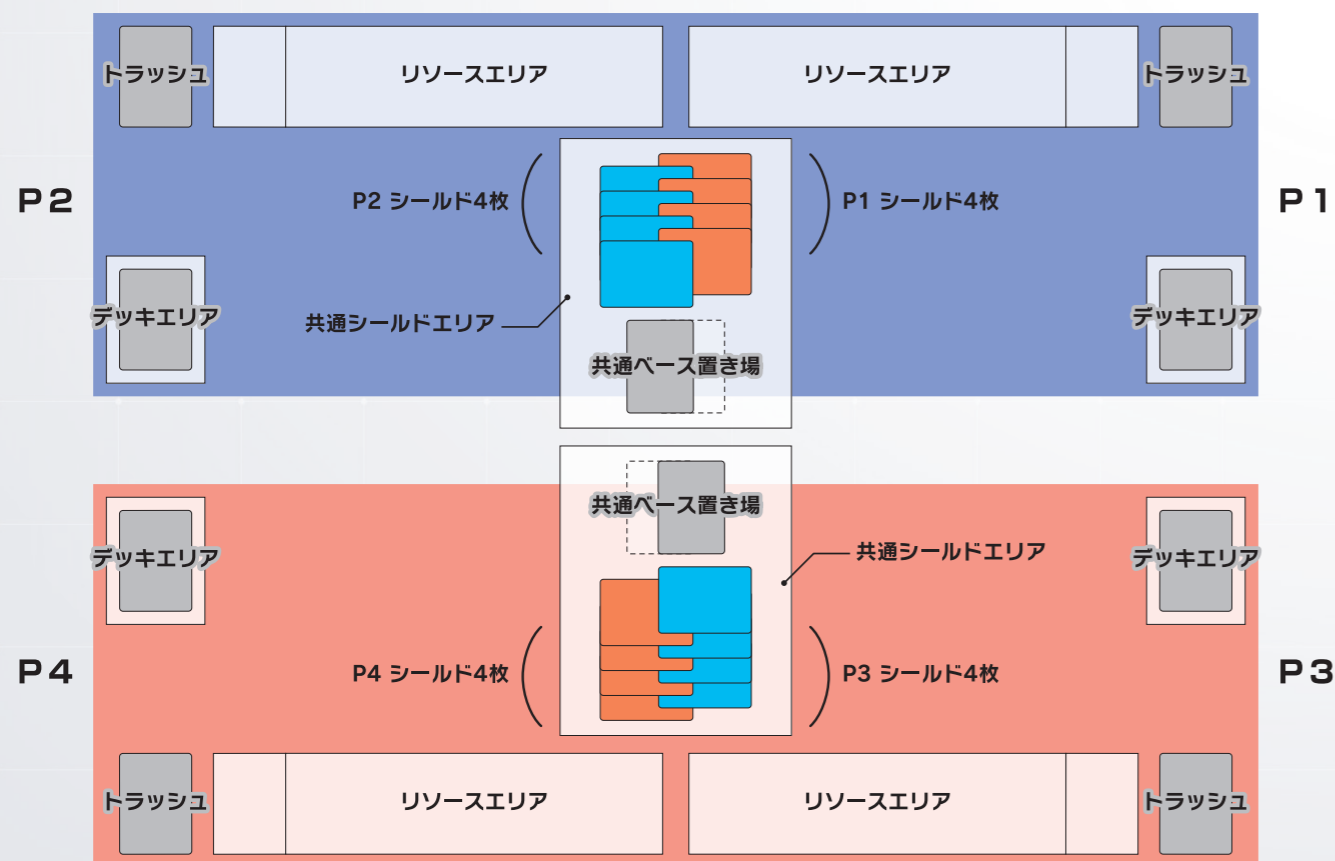 トラッシュ
リソースエリア
リソースエリア
トラッシュ
P2
P2 シールド4枚
P1 シールド4枚
P1
デッキエリア
共通シールドエリア
デッキエリア
共通ベース置き場
共通ベース置き場
デッキエリア
共通シールドエリア
デッキエリア
P4
P4 シールド4枚
P3 シールド4枚
P3
トラッシュ
リソースエリア
リソースエリア
トラッシュ